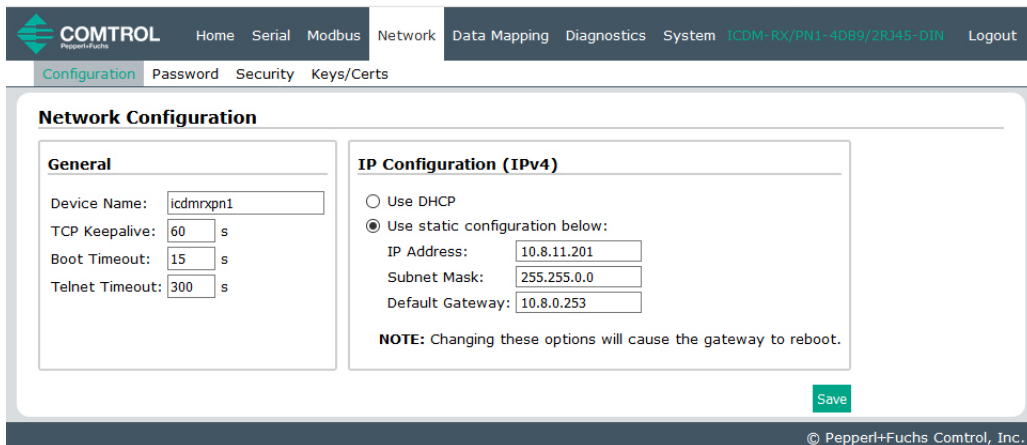 COMTROL
Pepperl+Fuchs
Home Serial Modbus Network Data Mapping Diagnostics System ICDM-RX/PN1-4DB9/2RJ45-DIN Logout
Configuration Password Security Keys/Certs
Network Configuration
General
Device Name: icdmrxpn1
TCP Keepalive: 60 s
Boot Timeout: 15 s
Telnet Timeout: 300 s
IP Configuration (IPv4)
Use DHCP
Use static configuration below:
IP Address: 10.8.11.201
Subnet Mask: 255.255.0.0
Default Gateway: 10.8.0.253
NOTE: Changing these options will cause the gateway to reboot.
Save
© Pepperl+Fuchs Comtrol, Inc.